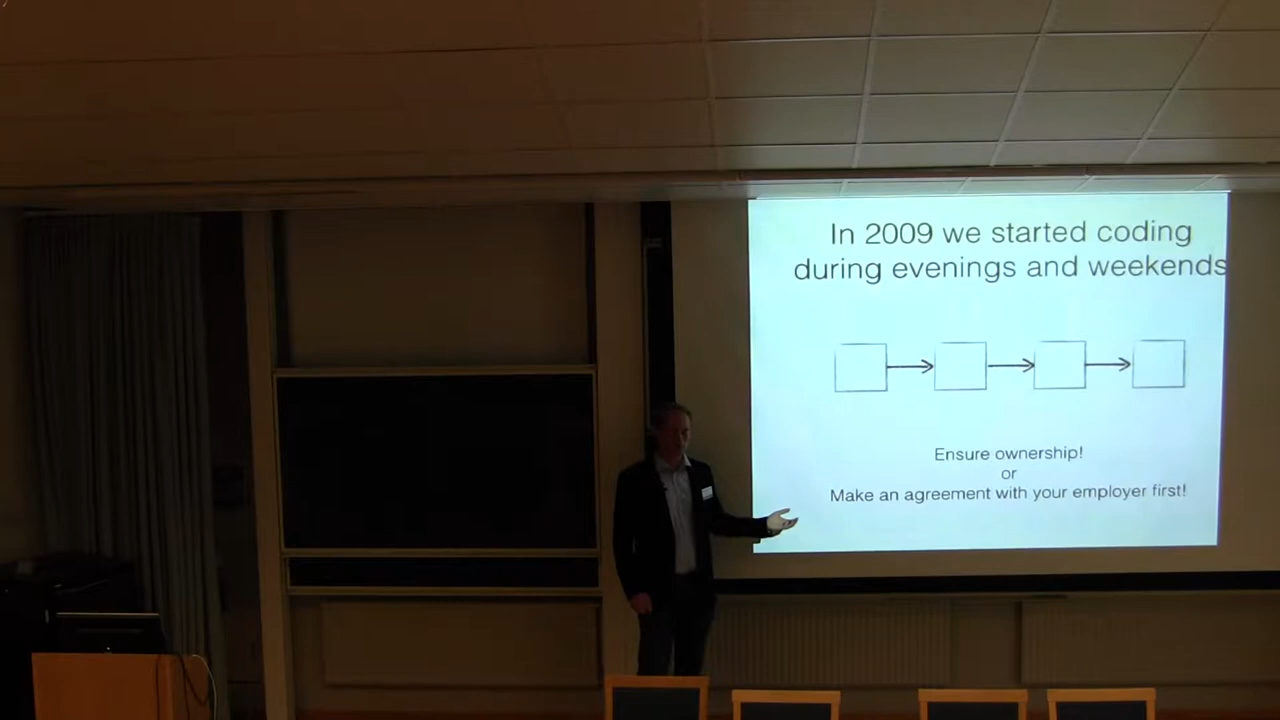 In 2009 we started coding
during evenings and weekends
Ensure ownership!
or
Make an agreement with your employer first!